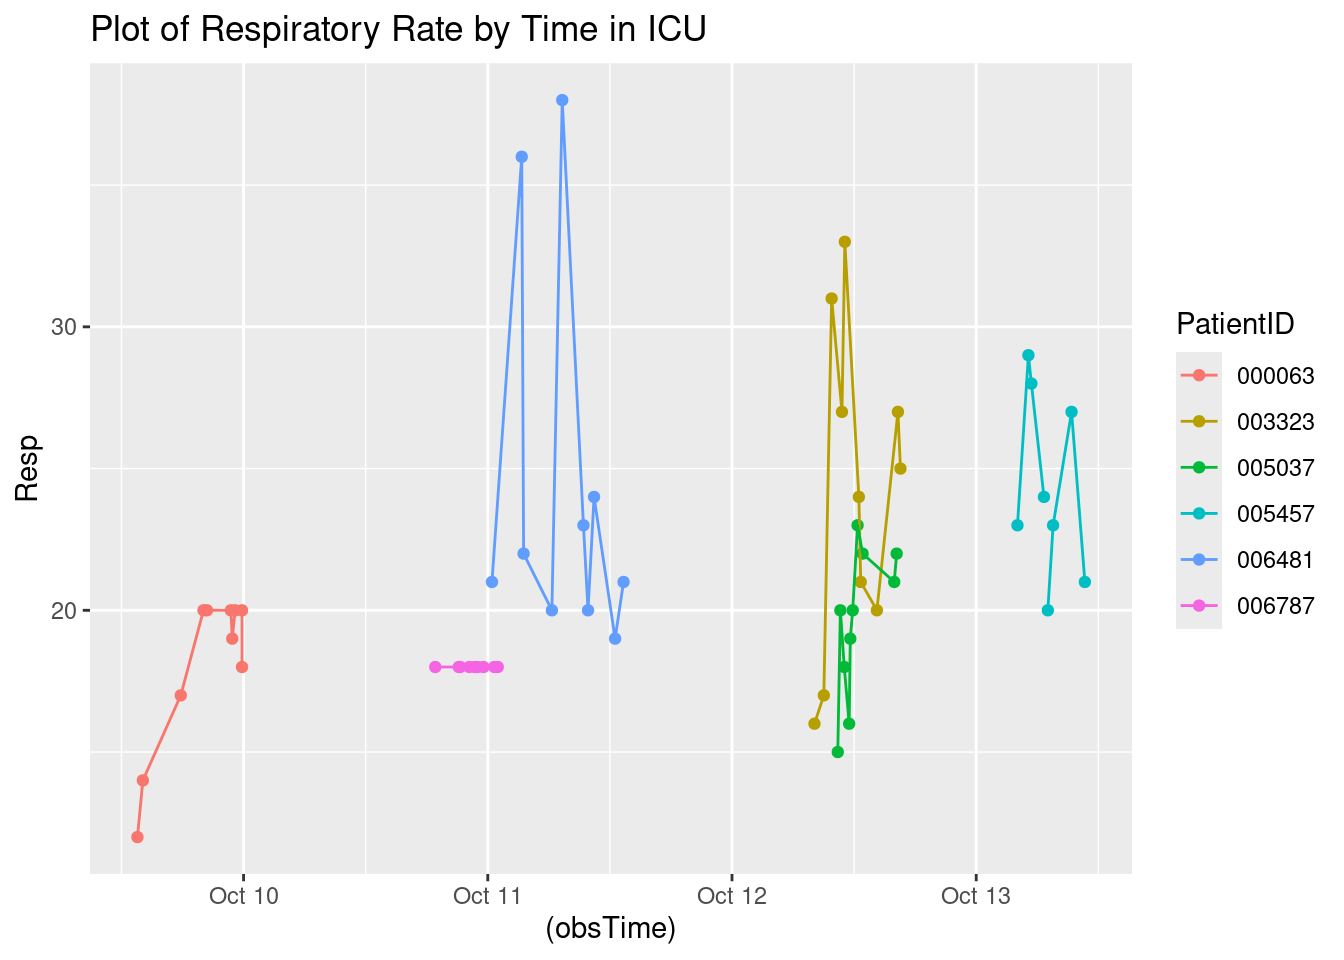 Plot of Respiratory Rate by Time in ICU
Resp
30
20
Oct 10
Oct 11
Oct 12
Oct 13
(obsTime)
PatientID
000063
003323
005037
005457
006481
006787